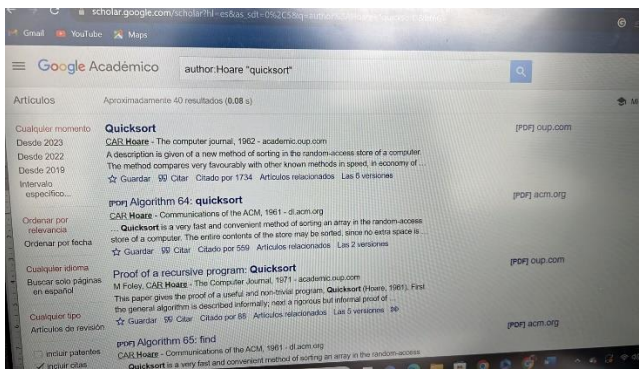 scholar.google.com/scholar?hl=es&as_sdt=0%2C5&q=author
Gmail YouTube Maps
Google Académico
author:Hoare "quicksort"
Artículos
Aproximadamente 40 resultados (0.08 s)
M
Cualquier momento
Desde 2023
Desde 2022
Desde 2019
Intervalo
específico...
Ordenar por
relevancia
Ordenar por fecha
Cualquier idioma
Buscar solo páginas
en español
Cualquier tipo
Artículos de revisión
incluir patentes
incluir citas
Quicksort
CAR Hoare - The computer journal, 1962 - academic.oup.com
A description is given of a new method of sorting in the random-access store of a computer.
The method compares very favourably with other known methods in speed, in economy of ...
Guardar Citar Citado por 1734 Artículos relacionados Las 6 versiones
[PDF] oup.com
[PDF] Algorithm 64: quicksort
CAR Hoare - Communications of the ACM, 1961 - dl.acm.org
... Quicksort is a very fast and convenient method of sorting an array in the random-access
store of a computer. The entire contents of the store may be sorted, since no extra space is ...
Guardar Citar Citado por 559 Artículos relacionados Las 2 versiones
[PDF] acm.org
Proof of a recursive program: Quicksort
M Foley, CAR Hoare - The Computer Journal, 1971 - academic.oup.com
This paper gives the proof of a useful and non-trivial program, Quicksort (Hoare, 1961). First
the general algorithm is described informally; next a rigorous but informal proof of ...
Guardar Citar Citado por 86 Artículos relacionados Las 5 versiones
[PDF] oup.com
[PDF] Algorithm 65: find
CAR Hoare - Communications of the ACM, 1961 - dl.acm.org
Quicksort is a very fast and convenient method of sorting an array in the random-access
[PDF] acm.org